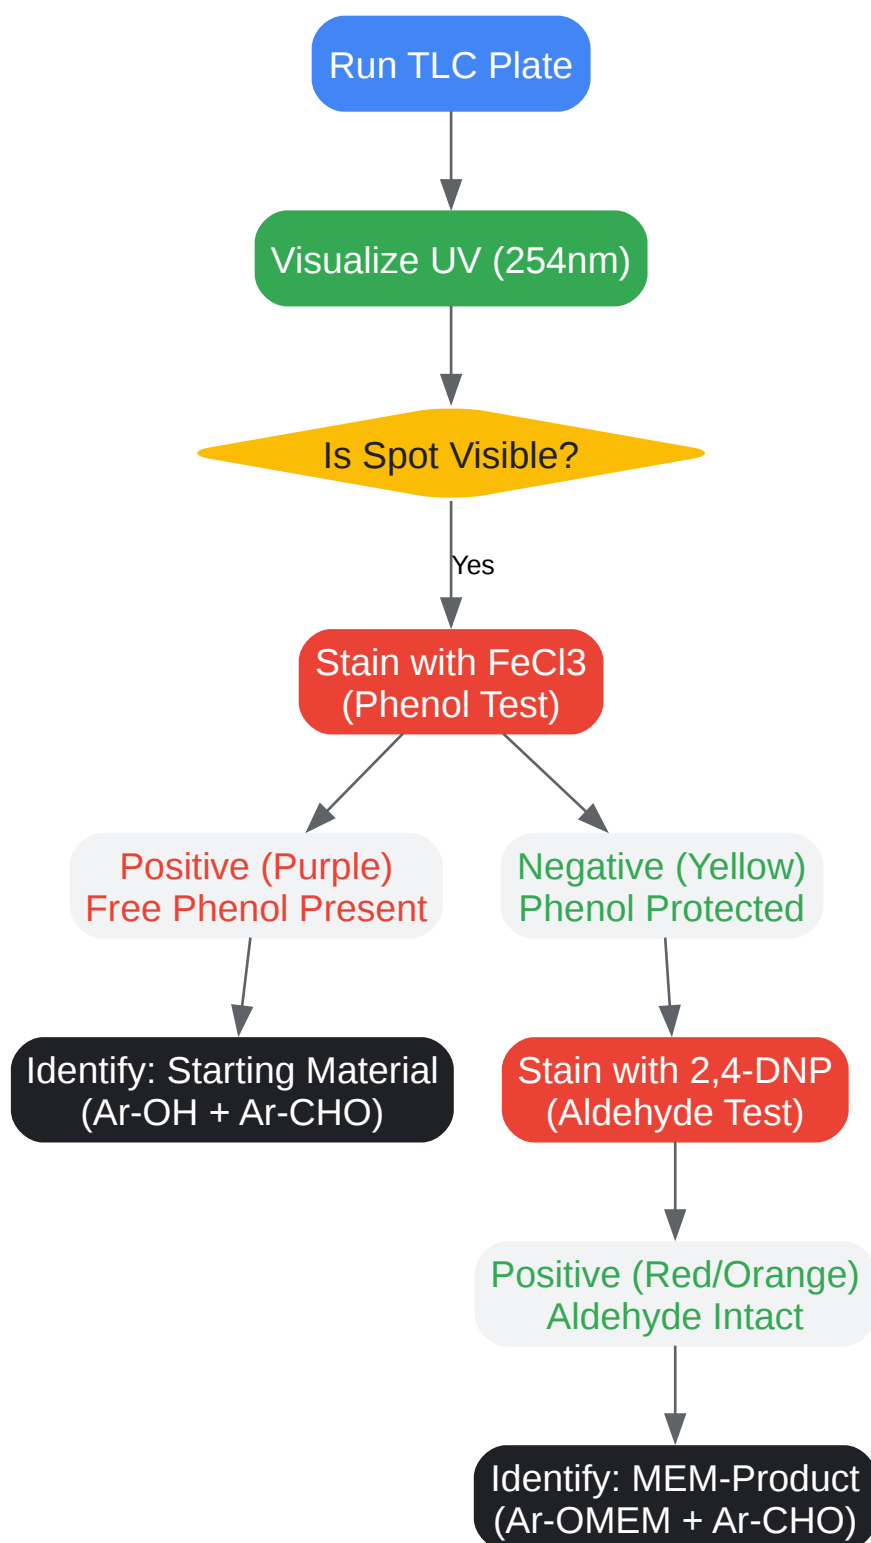 Run TLC Plate
Visualize UV (254nm)
Is Spot Visible?
Yes
Stain with FeCl3
(Phenol Test)
Positive (Purple)
Free Phenol Present
Negative (Yellow)
Phenol Protected
Identify: Starting Material
(Ar-OH + Ar-CHO)
Stain with 2,4-DNP
(Aldehyde Test)
Positive (Red/Orange)
Aldehyde Intact
Identify: MEM-Product
(Ar-OMEM + Ar-CHO)